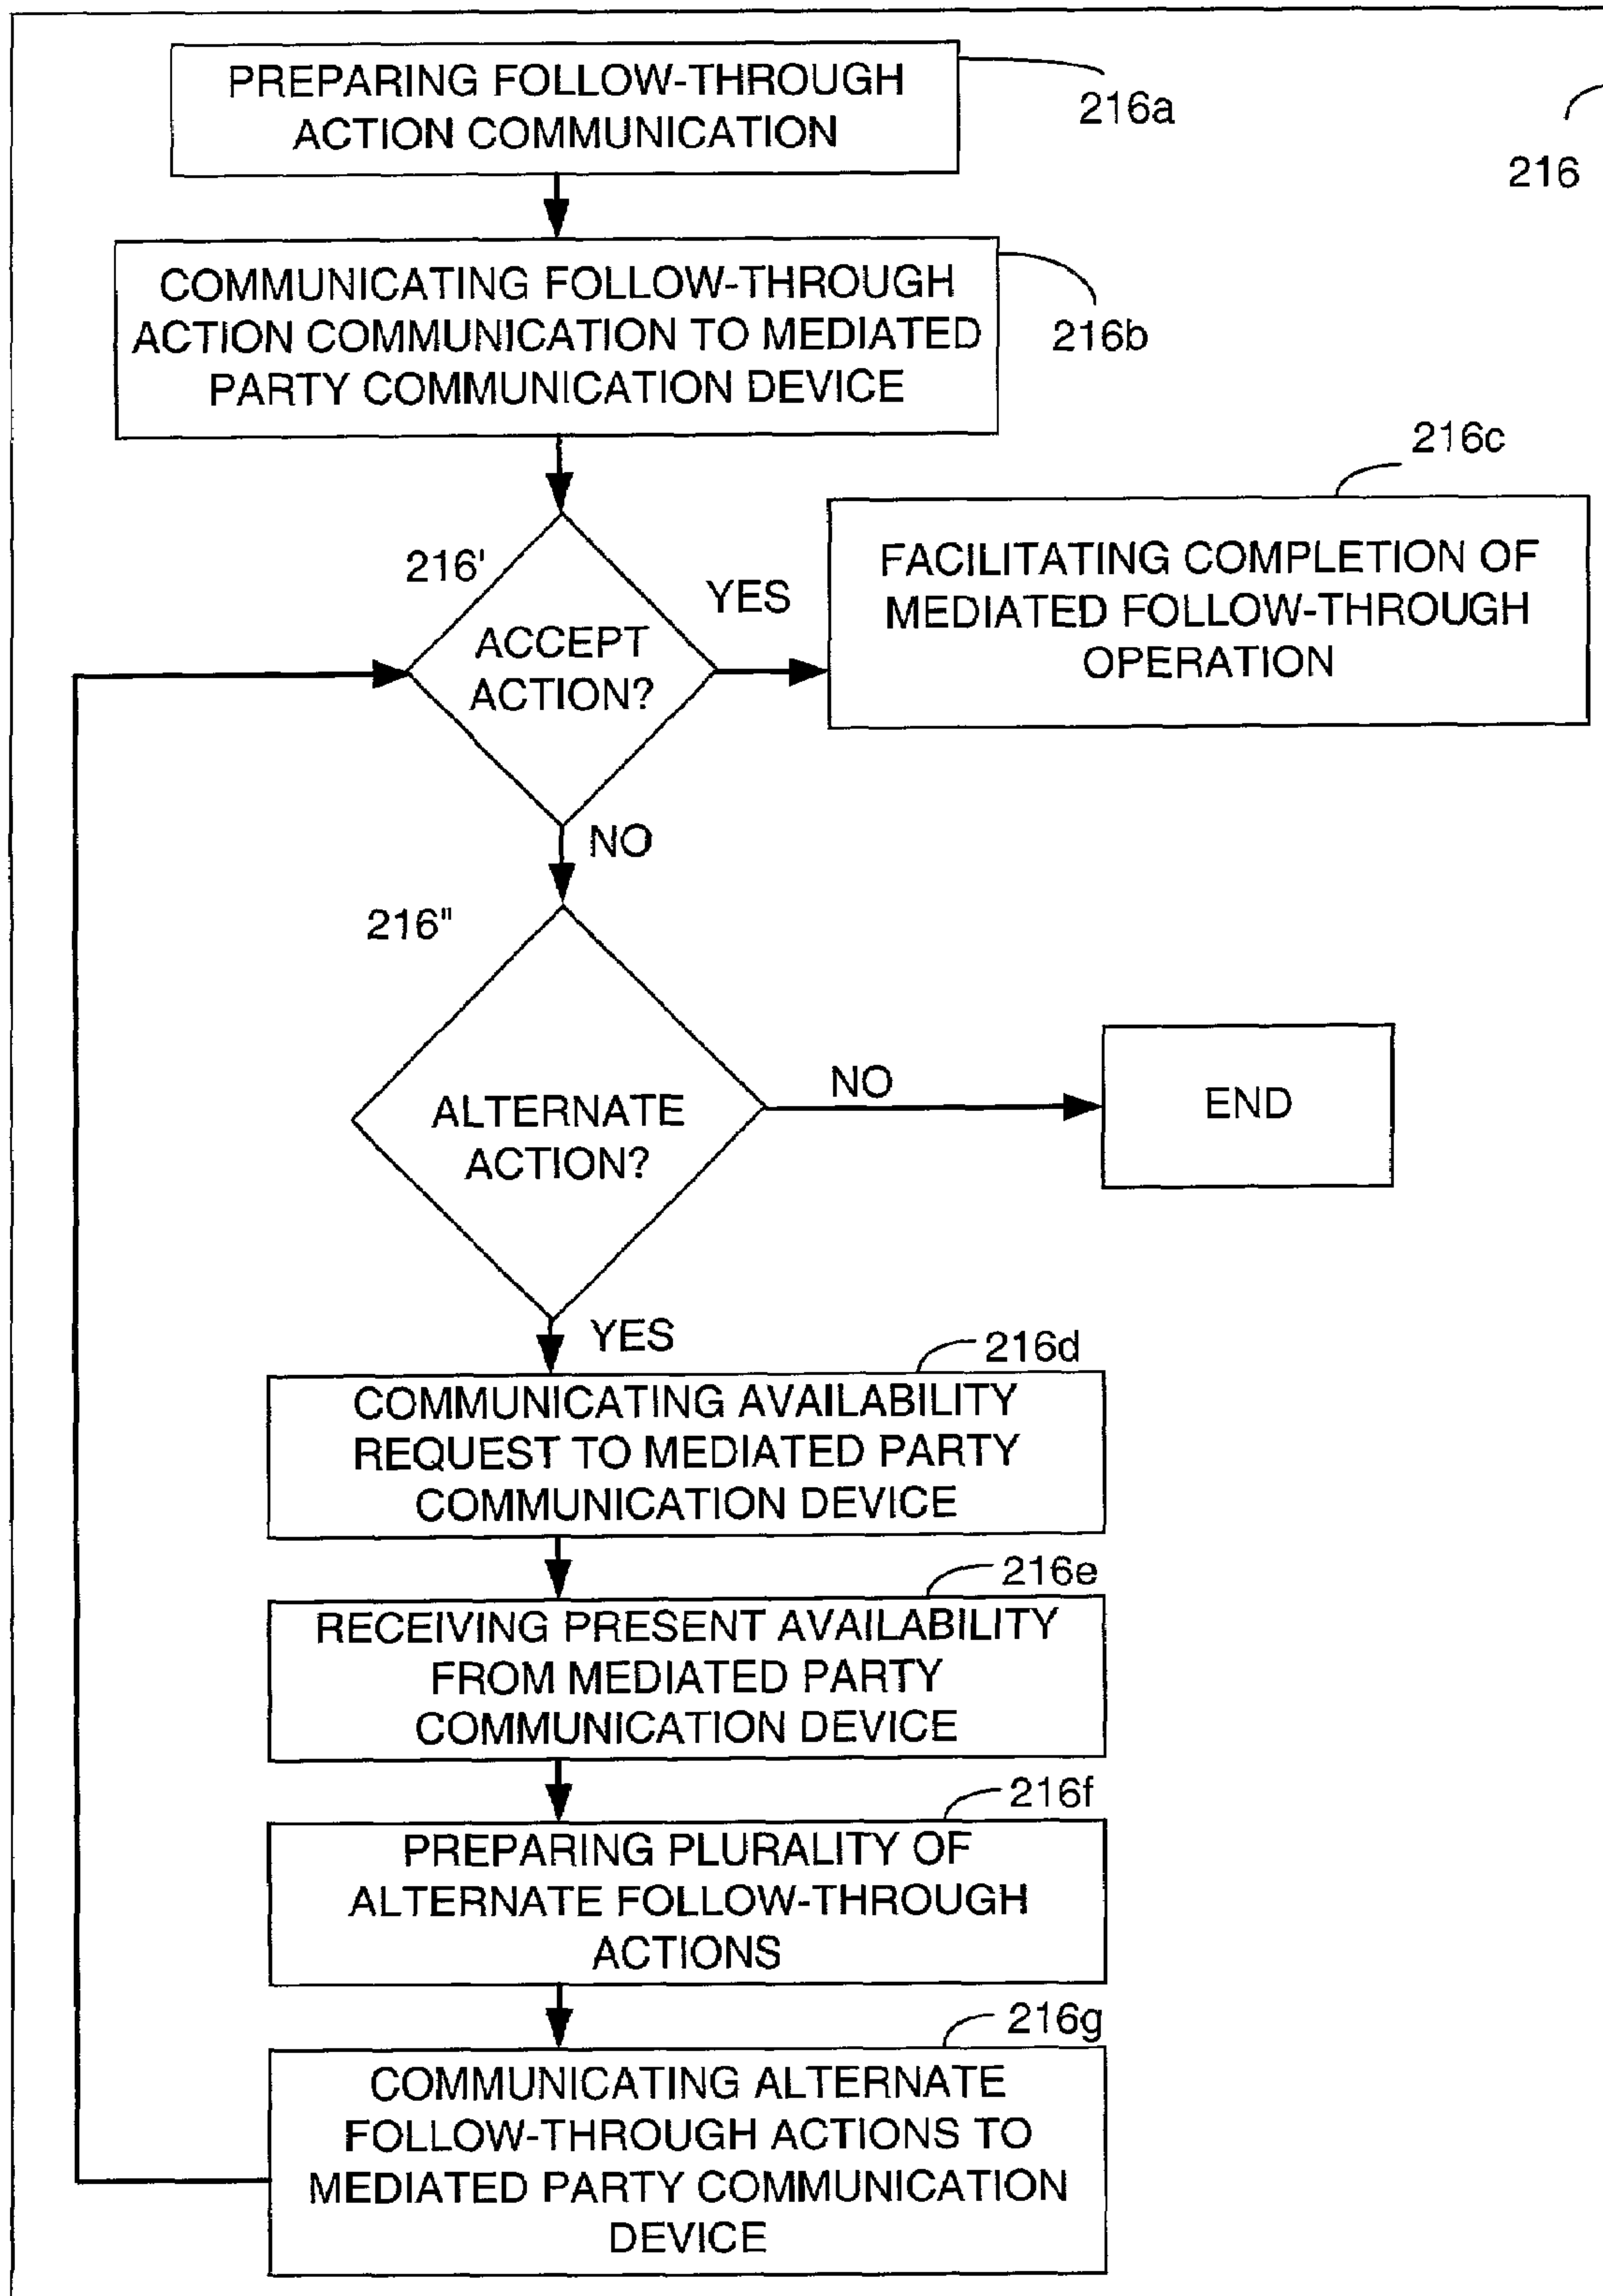 PREPARING FOLLOW-THROUGH
ACTION COMMUNICATION
216a
216
COMMUNICATING FOLLOW-THROUGH
ACTION COMMUNICATION TO MEDIATED
PARTY COMMUNICATION DEVICE
216b
216c
216'
YES
FACILITATING COMPLETION OF
MEDIATED FOLLOW-THROUGH
OPERATION
ACCEPT
ACTION?
NO
216"
ALTERNATE
ACTION?
NO
END
YES
216d
COMMUNICATING AVAILABILITY
REQUEST TO MEDIATED PARTY
COMMUNICATION DEVICE
216e
RECEIVING PRESENT AVAILABILITY
FROM MEDIATED PARTY
COMMUNICATION DEVICE
216f
PREPARING PLURALITY OF
ALTERNATE FOLLOW-THROUGH
ACTIONS
216g
COMMUNICATING ALTERNATE
FOLLOW-THROUGH ACTIONS TO
MEDIATED PARTY COMMUNICATION
DEVICE